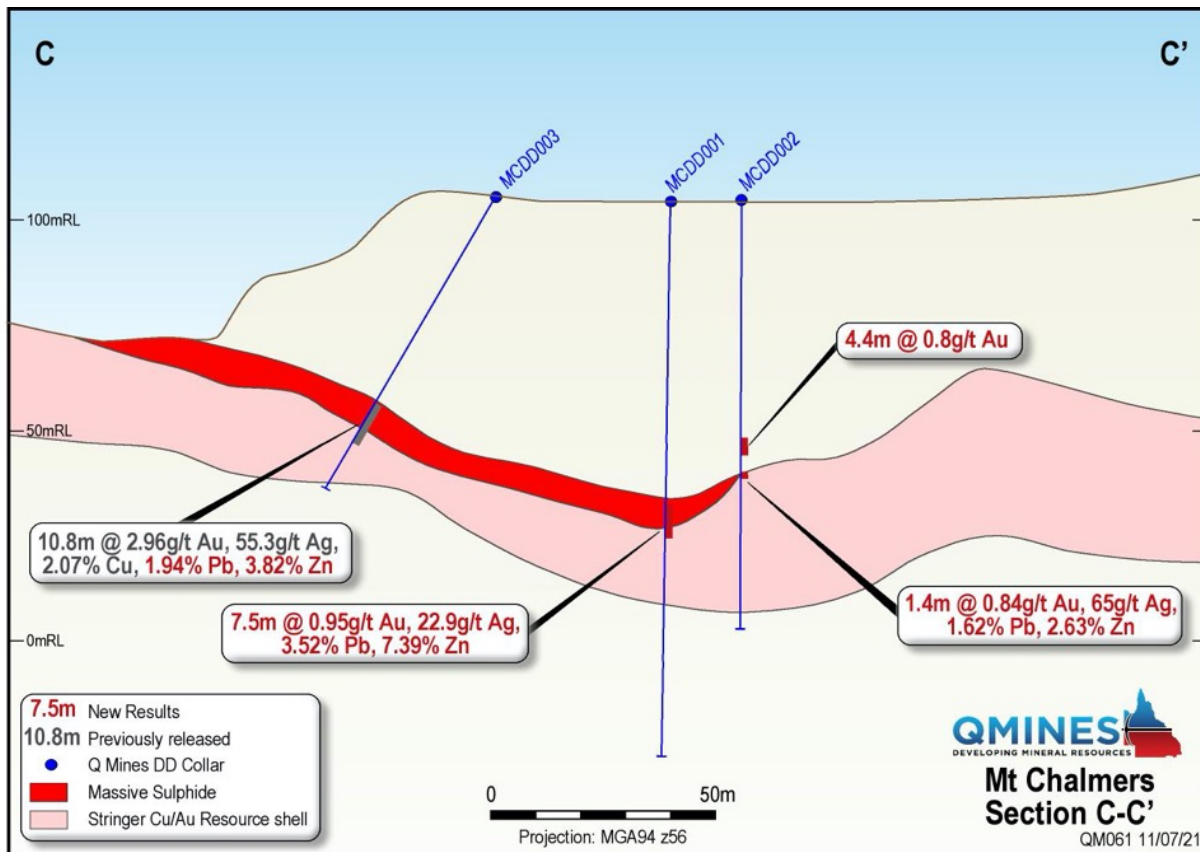 C
C’
MCDD003
MCDD001
MCDD002
100mRL
4.4m @ 0.8g/t Au
50mRL
10.8m @ 2.96g/t Au, 55.3g/t Ag,
2.07% Cu, 1.94% Pb, 3.82% Zn
7.5m @ 0.95g/t Au, 22.9g/t Ag,
3.52% Pb, 7.39% Zn
1.4m @ 0.84g/t Au, 65g/t Ag,
1.62% Pb, 2.63% Zn
0mRL
7.5m New Results
10.8m Previously released
Q Mines DD Collar
Massive Sulphide
Stringer Cu/Au Resource shell
0 50m
Projection: MGA94 z56
QMINES
DEVELOPING MINERAL RESOURCES
Mt Chalmers
Section C-C’
QM061 11/07/21